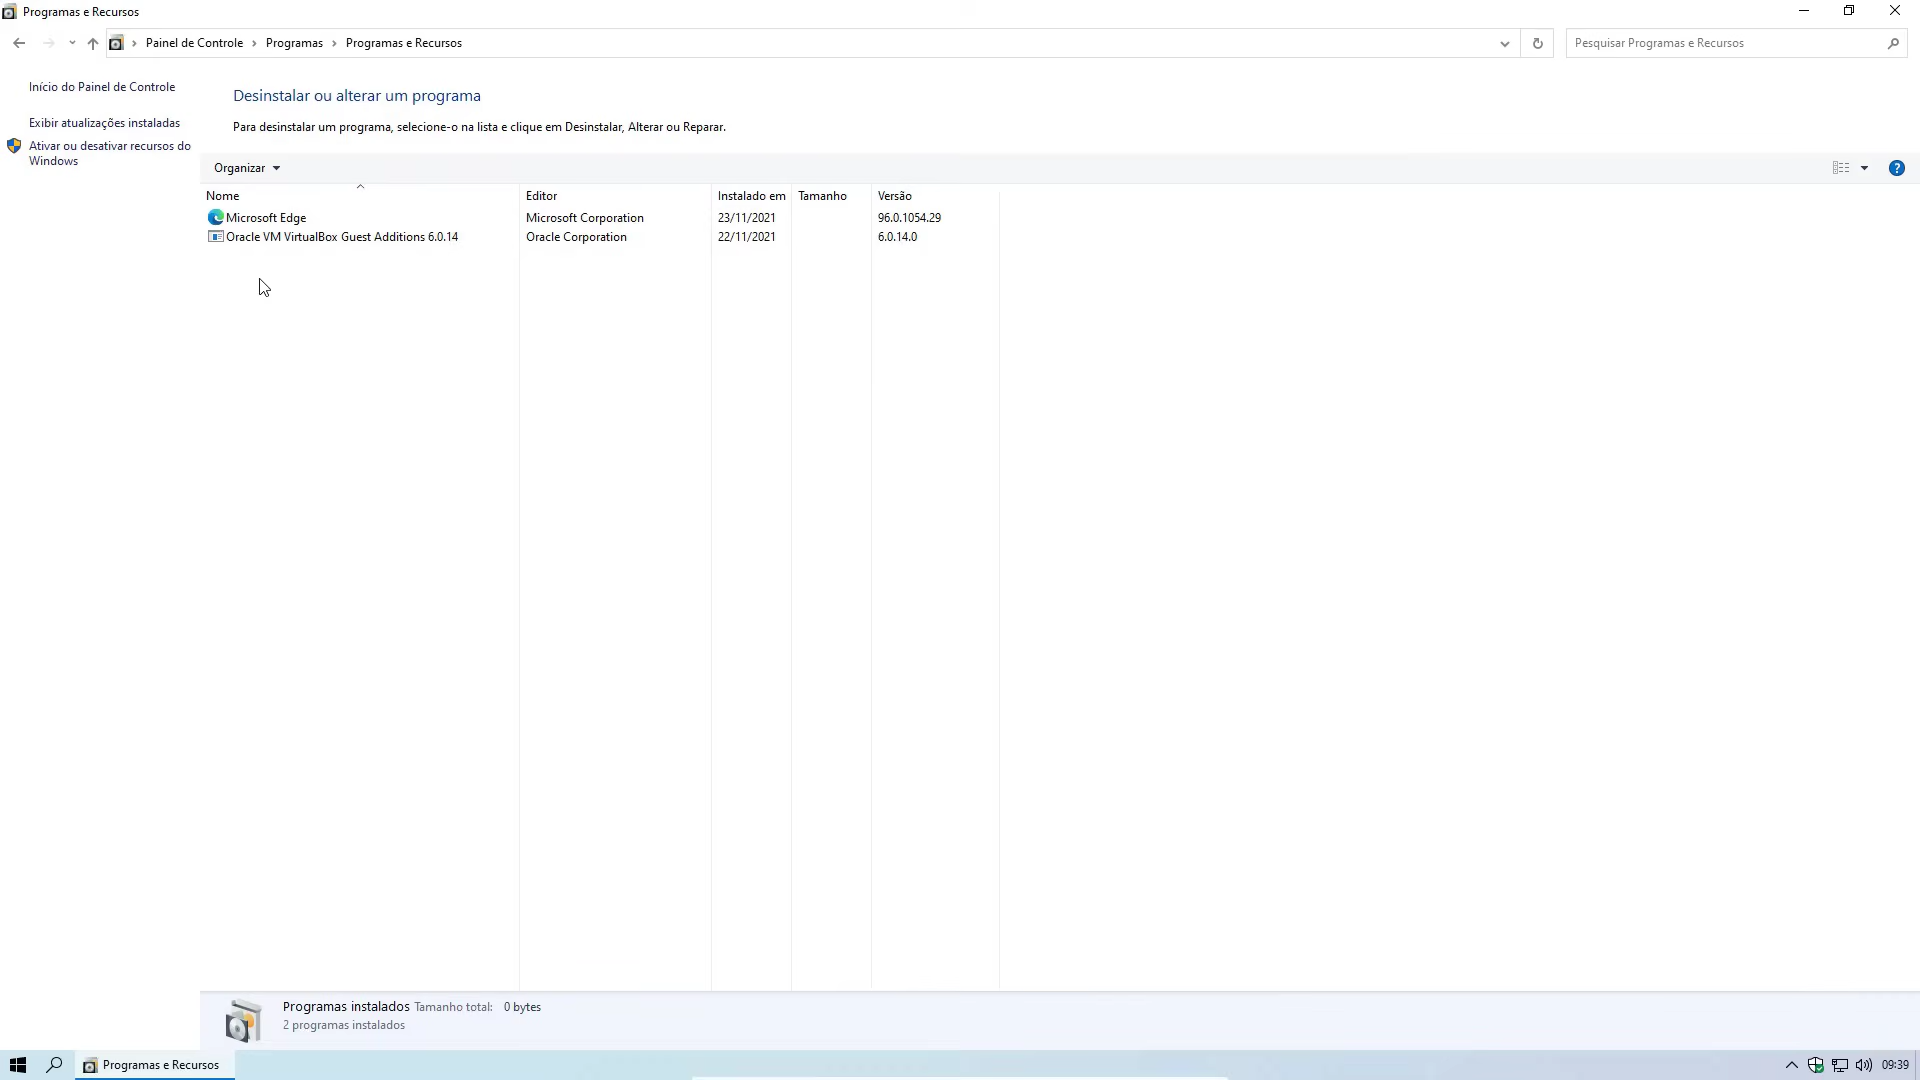 Programas e Recursos
Painel de Controle > Programas > Programas e Recursos
Pesquisar Programas e Recursos
Início do Painel de Controle
Exibir atualizações instaladas
Ativar ou desativar recursos do
Windows
Desinstalar ou alterar um programa
Para desinstalar um programa, selecione-o na lista e clique em Desinstalar, Alterar ou Reparar.
Organizar
Nome Editor Instalado em Tamanho Versão
Microsoft Edge Microsoft Corporation 23/11/2021 96.0.1054.29
Oracle VM VirtualBox Guest Additions 6.0.14 Oracle Corporation 22/11/2021 6.0.14.0
Programas instalados Tamanho total: 0 bytes
2 programas instalados
Programas e Recursos
09:39